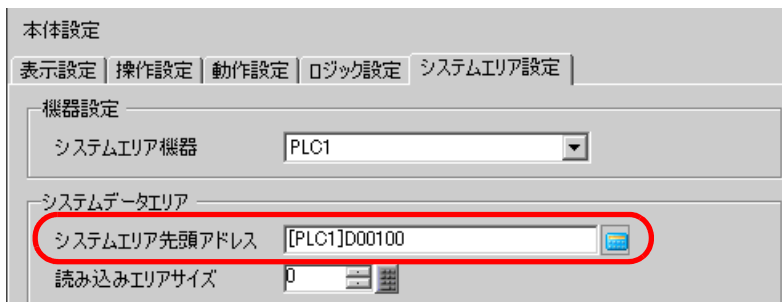 本体設定
表示設定 操作設定 動作設定 ロジック設定 システムエリア設定
機器設定
システムエリア機器 PLC1
システムデータエリア
システムエリア先頭アドレス [PLC1]D00100
読み込みエリアサイズ 0